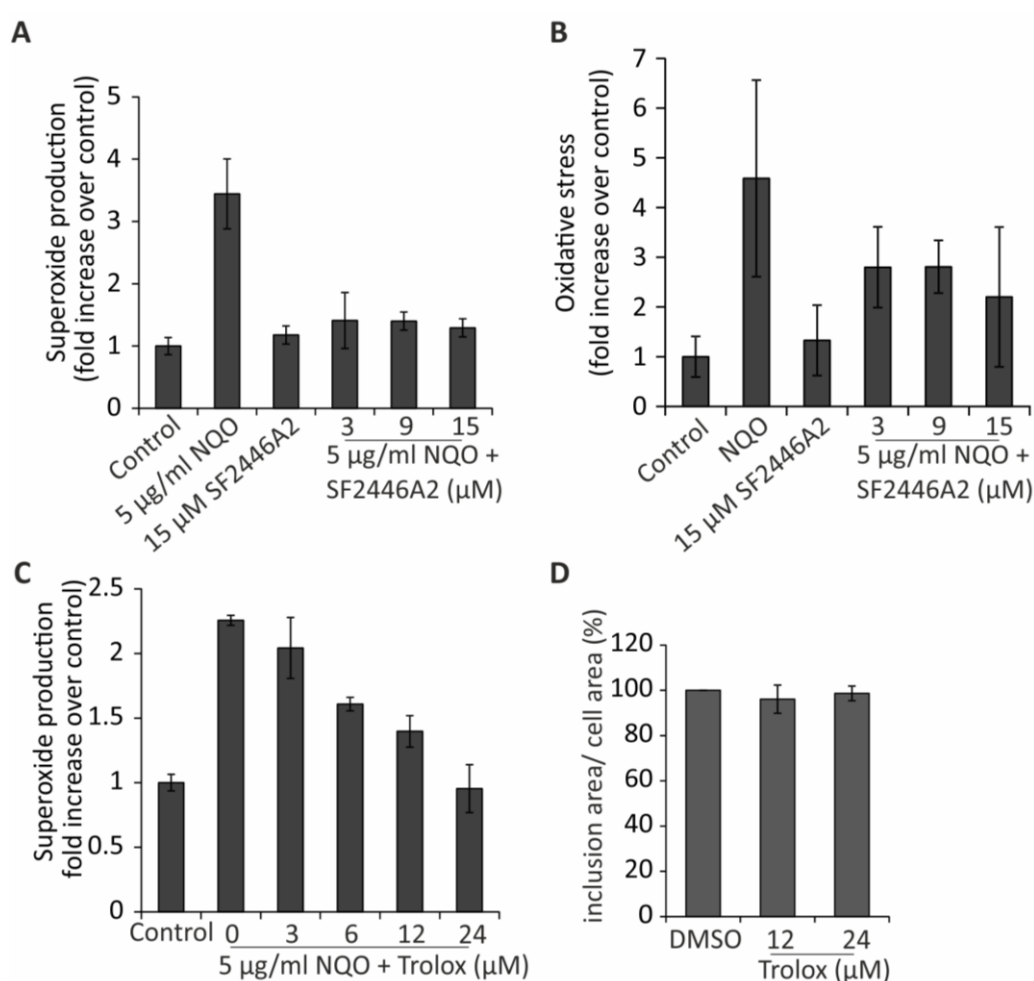 A
Superoxide production
(fold increase over control)
5
4
3
2
1
0
Control
5 µg/ml NQO
15 µM SF2446A2
3 9 15
5 µg/ml NQO +
SF2446A2 (µM)
B
Oxidative stress
(fold increase over control)
7
6
5
4
3
2
1
0
Control
NQO
15 µM SF2446A2
3 9 15
5 µg/ml NQO +
SF2446A2 (µM)
C
Superoxide production
fold increase over control)
2.5
2
1.5
1
0.5
0
Control 0 3 6 12 24
5 µg/ml NQO + Trolox (µM)
D
inclusion area/ cell area (%)
120
100
80
60
40
20
0
DMSO 12 24
Trolox (µM)